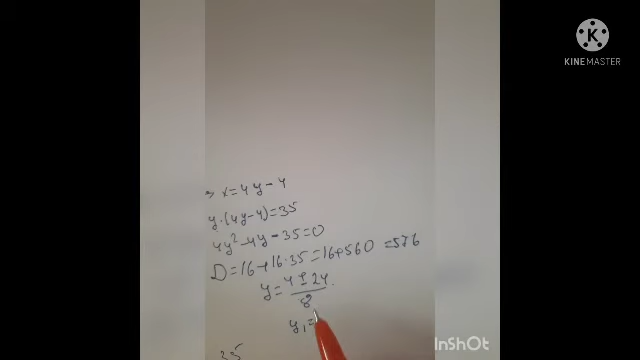 KINEMASTER
⇒ x=4y-4
y·(4y-4)=35
4y²-4y-35=0
D=16+16·35=16+560=576
y=4±24/8
y₁=
35
InShOt